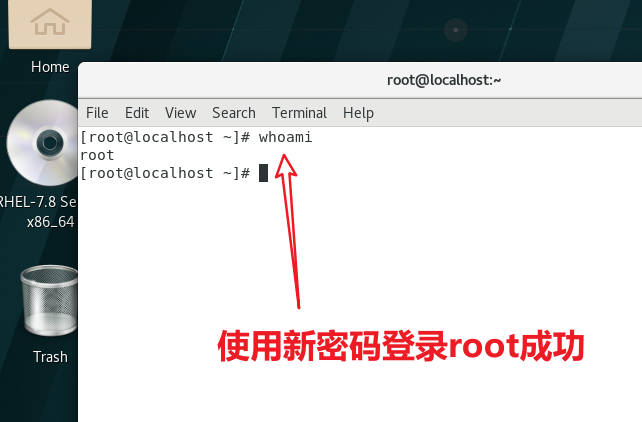 Home
root@localhost:~
File Edit View Search Terminal Help
[root@localhost ~]# whoami
root
[root@localhost ~]#
RHEL-7.8 Se
x86_64
使用新密码登录root成功
Trash